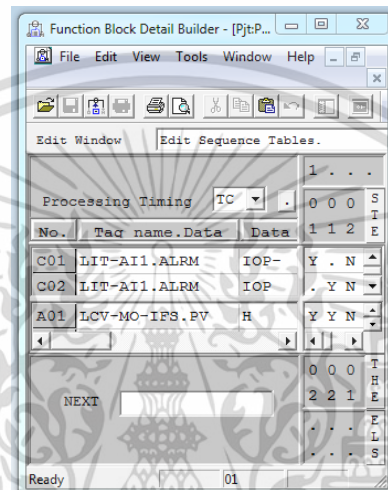 Function Block Detail Builder - [Pjt:P...
File Edit View Tools Window Help
Edit Window Edit Sequence Tables.
1 . . .
Processing Timing TC . 0 0 0 S T E
No. Tag name.Data Data 1 1 2
C01 LIT-AI1.ALRM IOP- Y . N
C02 LIT-AI1.ALRM IOP . Y N
A01 LCV-MO-IFS.PV H Y Y N
0 0 0 T H E
NEXT 2 2 1
. . . E L S
. . .
Ready 01